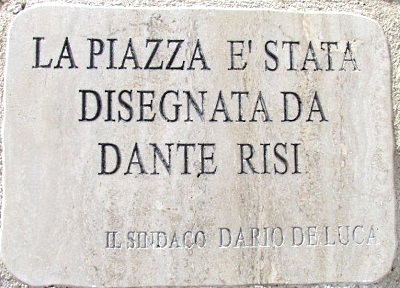 LA PIAZZA E' STATA
DISEGNATA DA
DANTE RISI
IL SINDACO DARIO DE LUCA